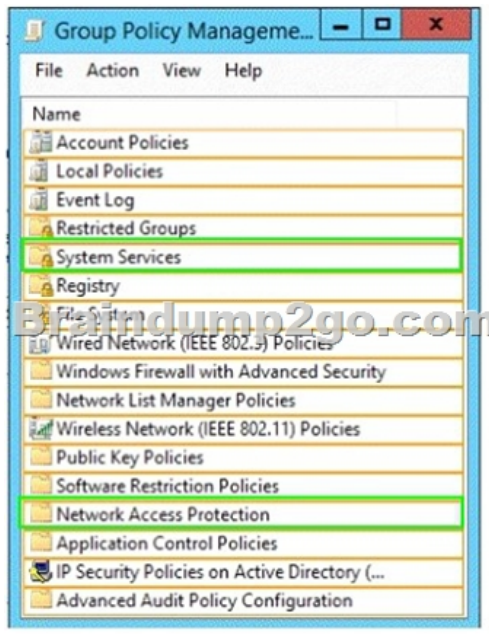 Group Policy Manageme...
File Action View Help
Name
Account Policies
Local Policies
Event Log
Restricted Groups
System Services
Registry
File System
Braindump2go.com
Wired Network (IEEE 802.3) Policies
Windows Firewall with Advanced Security
Network List Manager Policies
Wireless Network (IEEE 802.11) Policies
Public Key Policies
Software Restriction Policies
Network Access Protection
Application Control Policies
IP Security Policies on Active Directory (...
Advanced Audit Policy Configuration